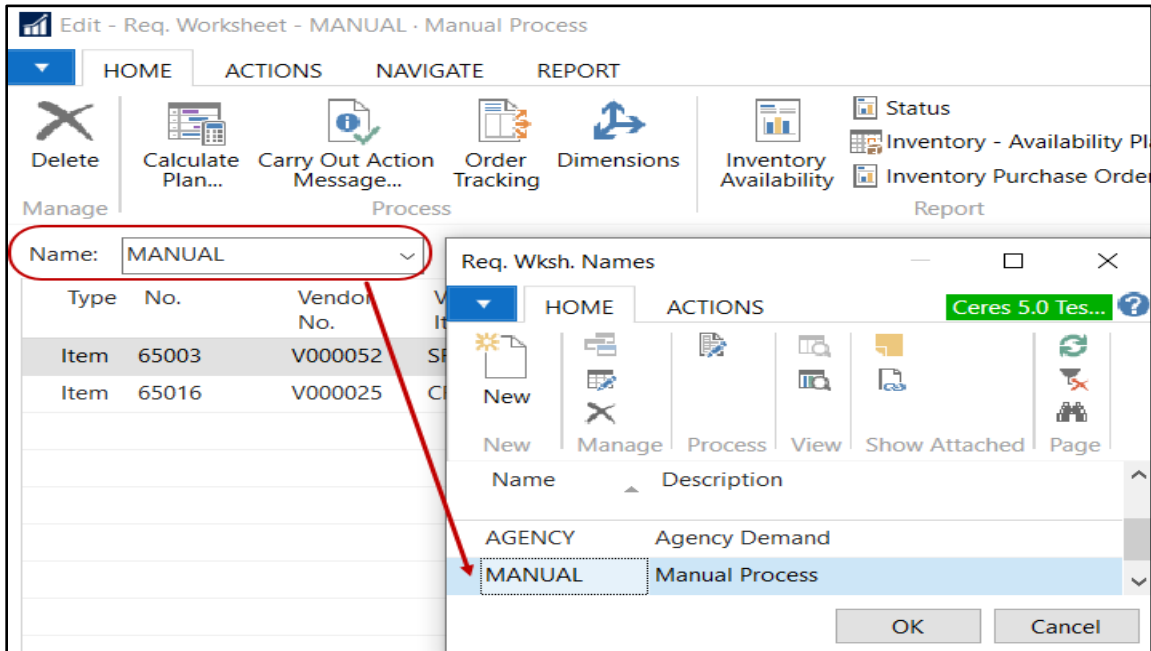 Edit - Req. Worksheet - MANUAL · Manual Process
HOME ACTIONS NAVIGATE REPORT
Delete
Calculate Plan...
Carry Out Action Message...
Order Tracking
Dimensions
Inventory Availability
Status
Inventory - Availability Pl
Inventory Purchase Order
Manage Process Report
Name: MANUAL
Type No. Vendor No.
Item 65003 V000052
Item 65016 V000025
Req. Wksh. Names
HOME ACTIONS Ceres 5.0 Tes... ?
New
New Manage Process View Show Attached Page
Name Description
AGENCY Agency Demand
MANUAL Manual Process
OK Cancel